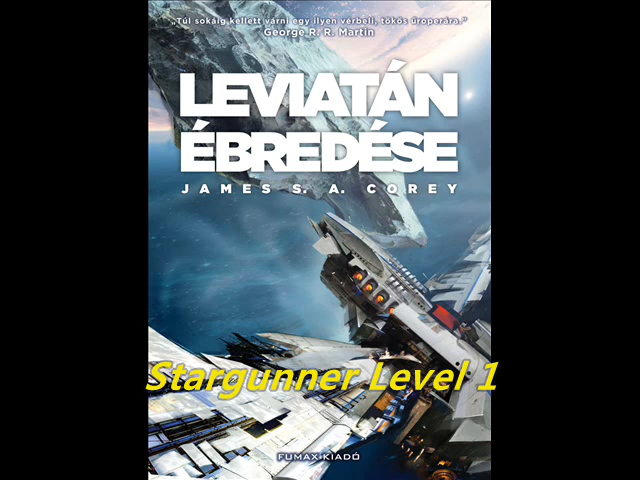 „Túl sokáig kellett várni egy ilyen vérbeli, tökös űroperára.”
George R. R. Martin
LEVIATÁN
ÉBREDÉSE
JAMES S. A. COREY
Stargunner Level 1
FUMAX KIADÓ